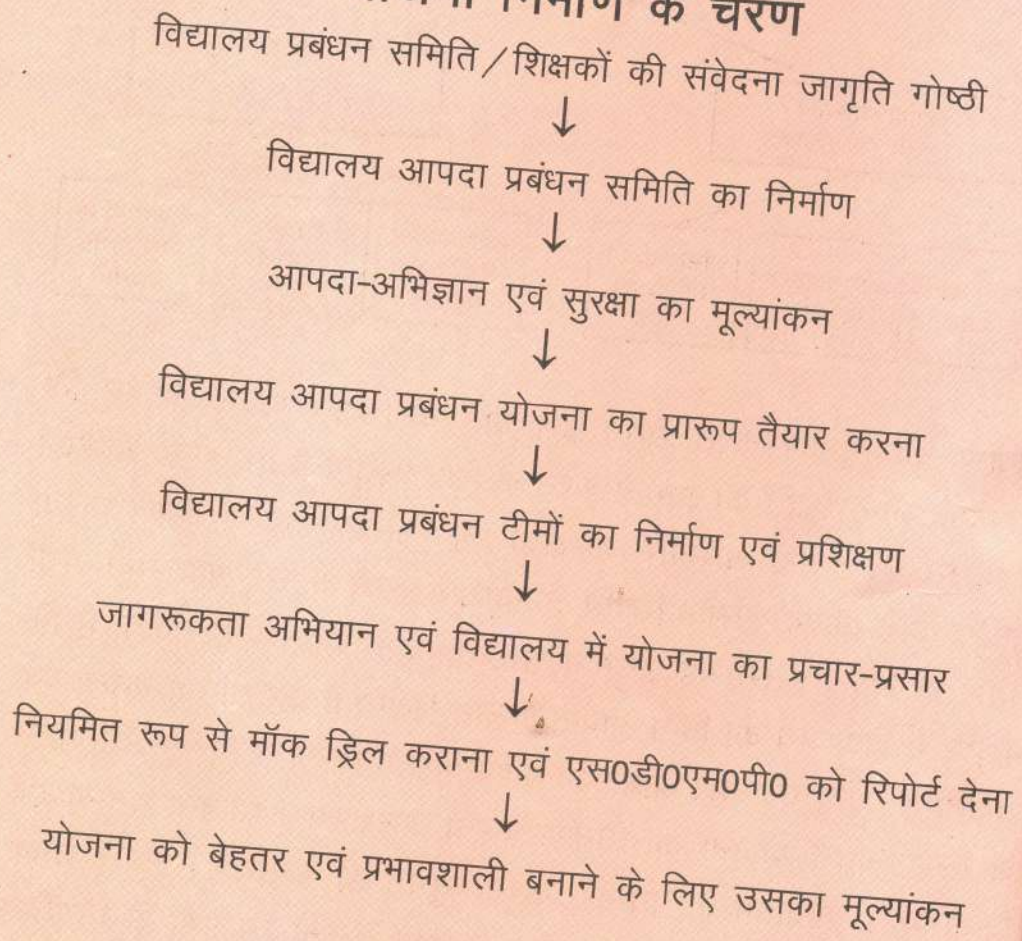 निर्माण के चरण
विद्यालय प्रबंधन समिति/शिक्षकों की संवेदना जागृति गोष्ठी
↓
विद्यालय आपदा प्रबंधन समिति का निर्माण
↓
आपदा-अभिज्ञान एवं सुरक्षा का मूल्यांकन
↓
विद्यालय आपदा प्रबंधन योजना का प्रारूप तैयार करना
↓
विद्यालय आपदा प्रबंधन टीमों का निर्माण एवं प्रशिक्षण
↓
जागरूकता अभियान एवं विद्यालय में योजना का प्रचार-प्रसार
↓
नियमित रूप से मॉक ड्रिल कराना एवं एस0डी0एम0पी0 को रिपोर्ट देना
↓
योजना को बेहतर एवं प्रभावशाली बनाने के लिए उसका मूल्यांकन